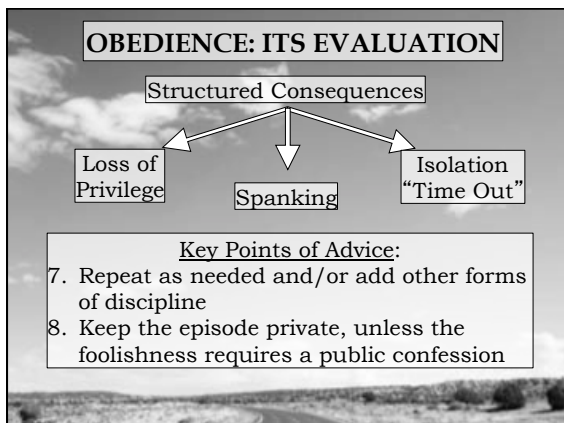 OBEDIENCE: ITS EVALUATION
Structured Consequences
Loss of
Privilege
Spanking
Isolation
“Time Out”
Key Points of Advice:
7. Repeat as needed and/or add other forms
of discipline
8. Keep the episode private, unless the
foolishness requires a public confession